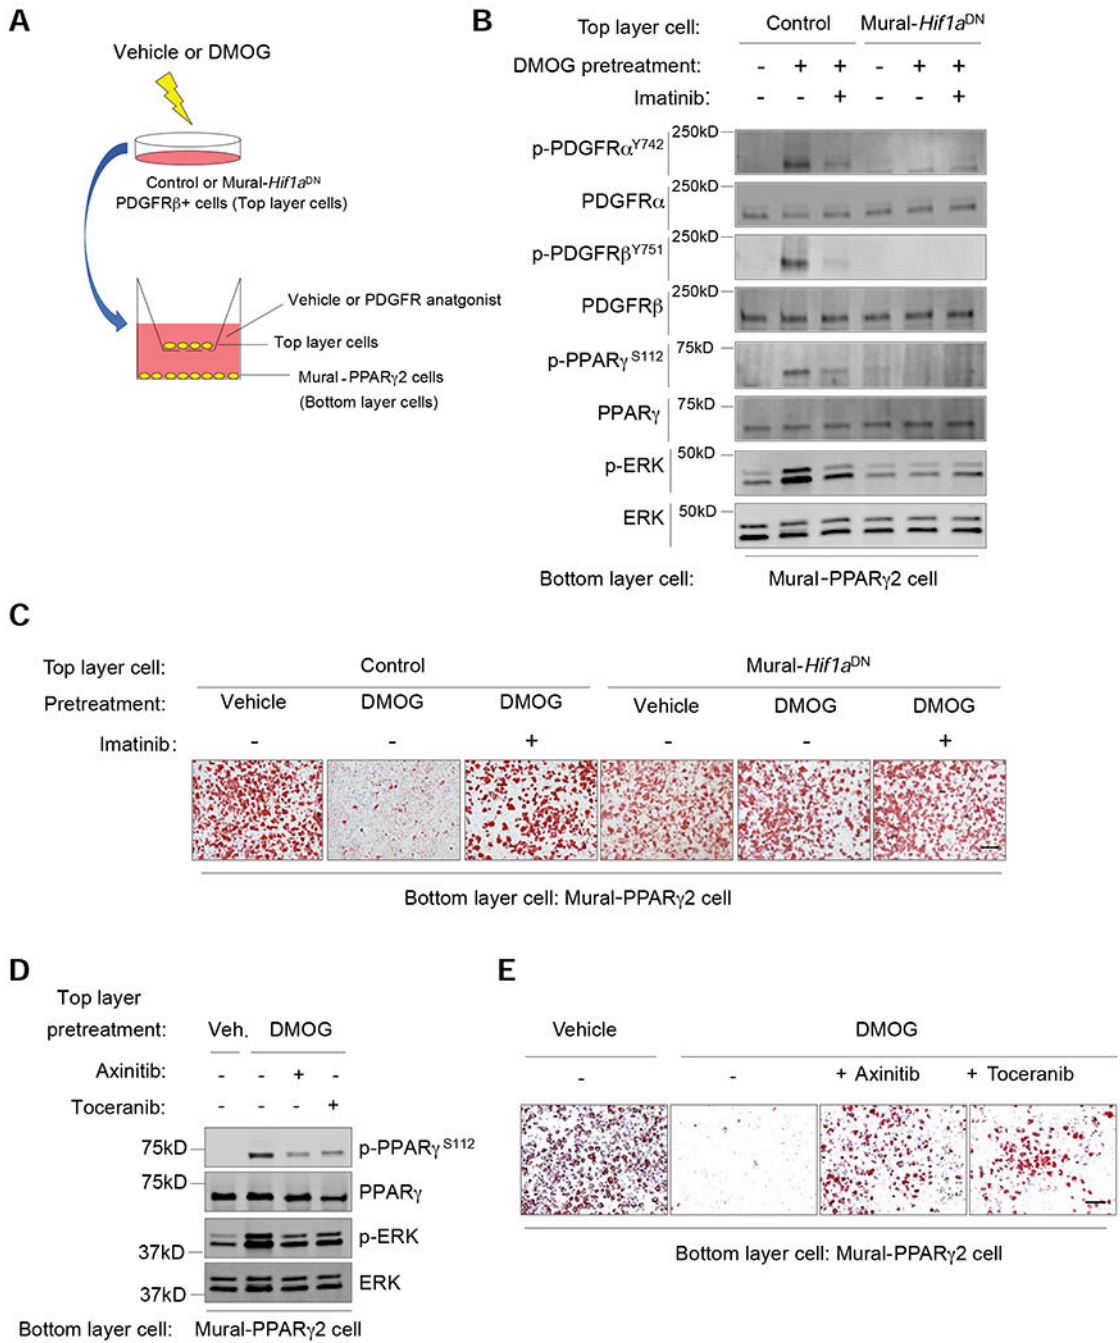 A
Vehicle or DMOG
Control or Mural-Hif1aDN
PDGFRβ+ cells (Top layer cells)
Vehicle or PDGFR anatgonist
Top layer cells
Mural-PPARγ2 cells
(Bottom layer cells)
B
Top layer cell: Control Mural-Hif1aDN
DMOG pretreatment: - + + - + +
Imatinib: - - + - - +
250kD
p-PDGFRαY742
250kD
PDGFRα
250kD
p-PDGFRβY751
250kD
PDGFRβ
75kD
p-PPARγS112
75kD
PPARγ
50kD
p-ERK
50kD
ERK
Bottom layer cell: Mural-PPARγ2 cell
C
Top layer cell: Control Mural-Hif1aDN
Pretreatment: Vehicle DMOG DMOG Vehicle DMOG DMOG
Imatinib: - - + - - +
Bottom layer cell: Mural-PPARγ2 cell
D
Top layer
pretreatment: Veh. DMOG
Axinitib: - - + -
Toceranib: - - - +
75kD p-PPARγS112
75kD PPARγ
37kD p-ERK
37kD ERK
Bottom layer cell: Mural-PPARγ2 cell
E
Vehicle DMOG
- - + Axinitib + Toceranib
Bottom layer cell: Mural-PPARγ2 cell